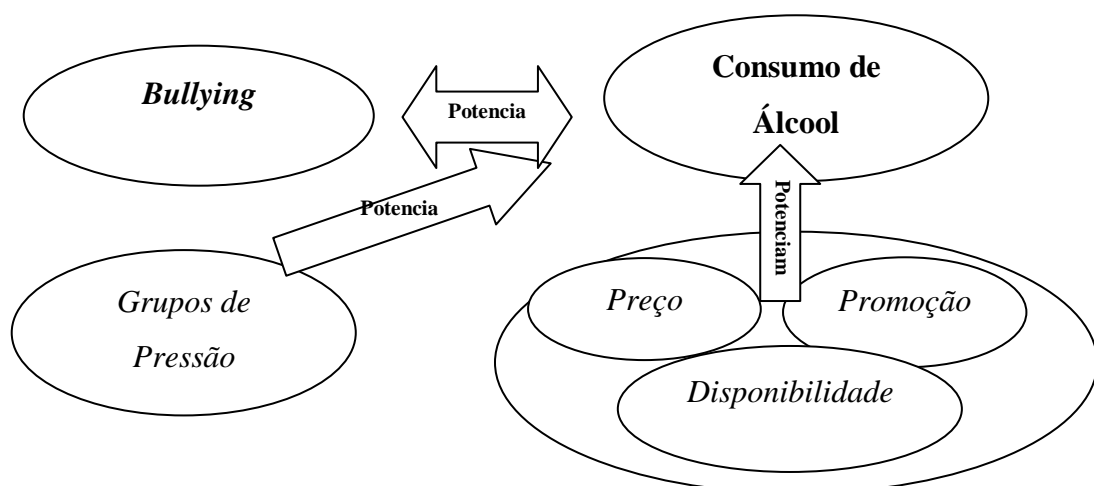 Bullying
Potencia
Consumo de
Álcool
Potencia
Potenciam
Grupos de
Pressão
Preço
Promoção
Disponibilidade